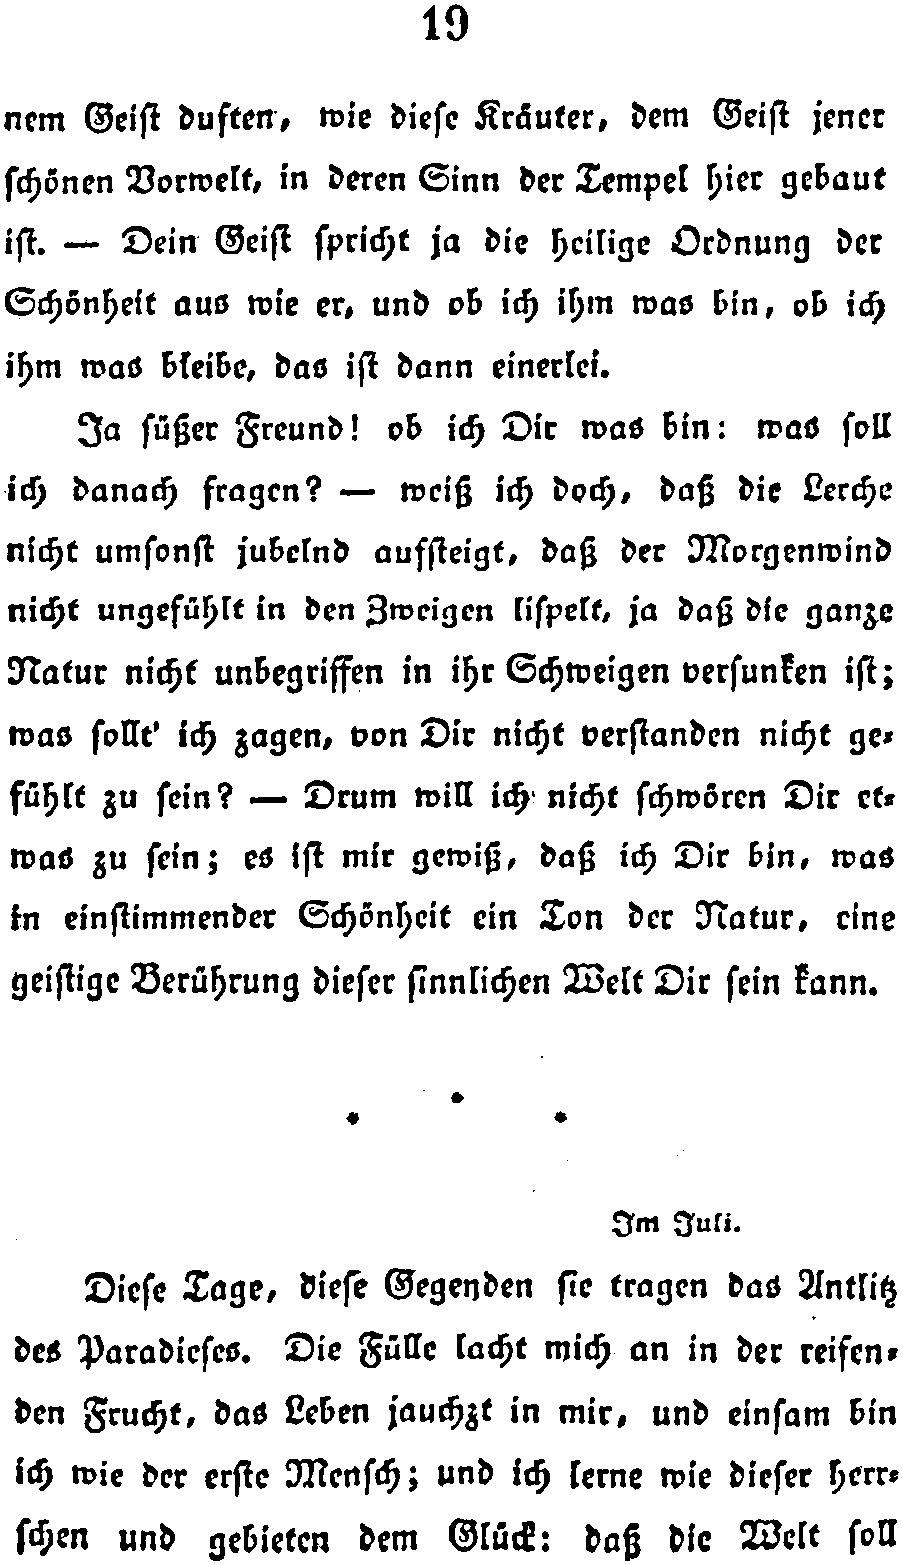 19
nem Geiſt duften, wie dieſe Kräuter, dem Geiſt jener
ſchönen Vorwelt, in deren Sinn der Tempel hier gebaut
iſt. — Dein Geiſt ſpricht ja die heilige Ordnung der
Schönheit aus wie er, und ob ich ihm was bin, ob ich
ihm was bleibe, das iſt dann einerlei.
Ja ſüßer Freund! ob ich Dir was bin: was ſoll
ich danach fragen? — weiß ich doch, daß die Lerche
nicht umſonſt jubelnd aufſteigt, daß der Morgenwind
nicht ungefühlt in den Zweigen liſpelt, ja daß die ganze
Natur nicht unbegriffen in ihr Schweigen verſunken iſt;
was ſollt' ich zagen, von Dir nicht verſtanden nicht ge-
fühlt zu ſein? — Drum will ich nicht ſchwören Dir et-
was zu ſein; es iſt mir gewiß, daß ich Dir bin, was
in einſtimmender Schönheit ein Ton der Natur, eine
geiſtige Berührung dieſer ſinnlichen Welt Dir ſein kann.
Im Juli.
Dieſe Tage, dieſe Gegenden ſie tragen das Antlitz
des Paradieſes. Die Fülle lacht mich an in der reifen-
den Frucht, das Leben jauchzt in mir, und einſam bin
ich wie der erſte Menſch; und ich lerne wie dieſer herr-
ſchen und gebieten dem Glück: daß die Welt ſoll